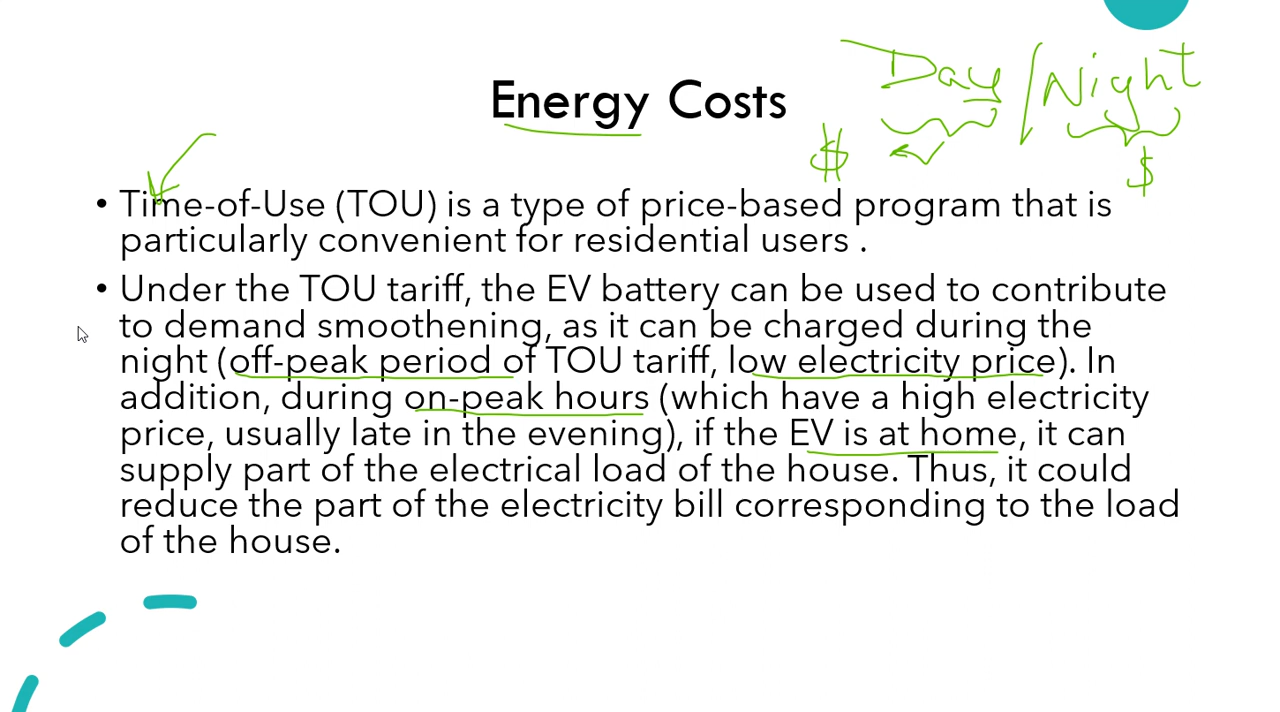 Day / Night
Energy Costs
$ $
• Time-of-Use (TOU) is a type of price-based program that is
particularly convenient for residential users .
• Under the TOU tariff, the EV battery can be used to contribute
to demand smoothening, as it can be charged during the
night (off-peak period of TOU tariff, low electricity price). In
addition, during on-peak hours (which have a high electricity
price, usually late in the evening), if the EV is at home, it can
supply part of the electrical load of the house. Thus, it could
reduce the part of the electricity bill corresponding to the load
of the house.